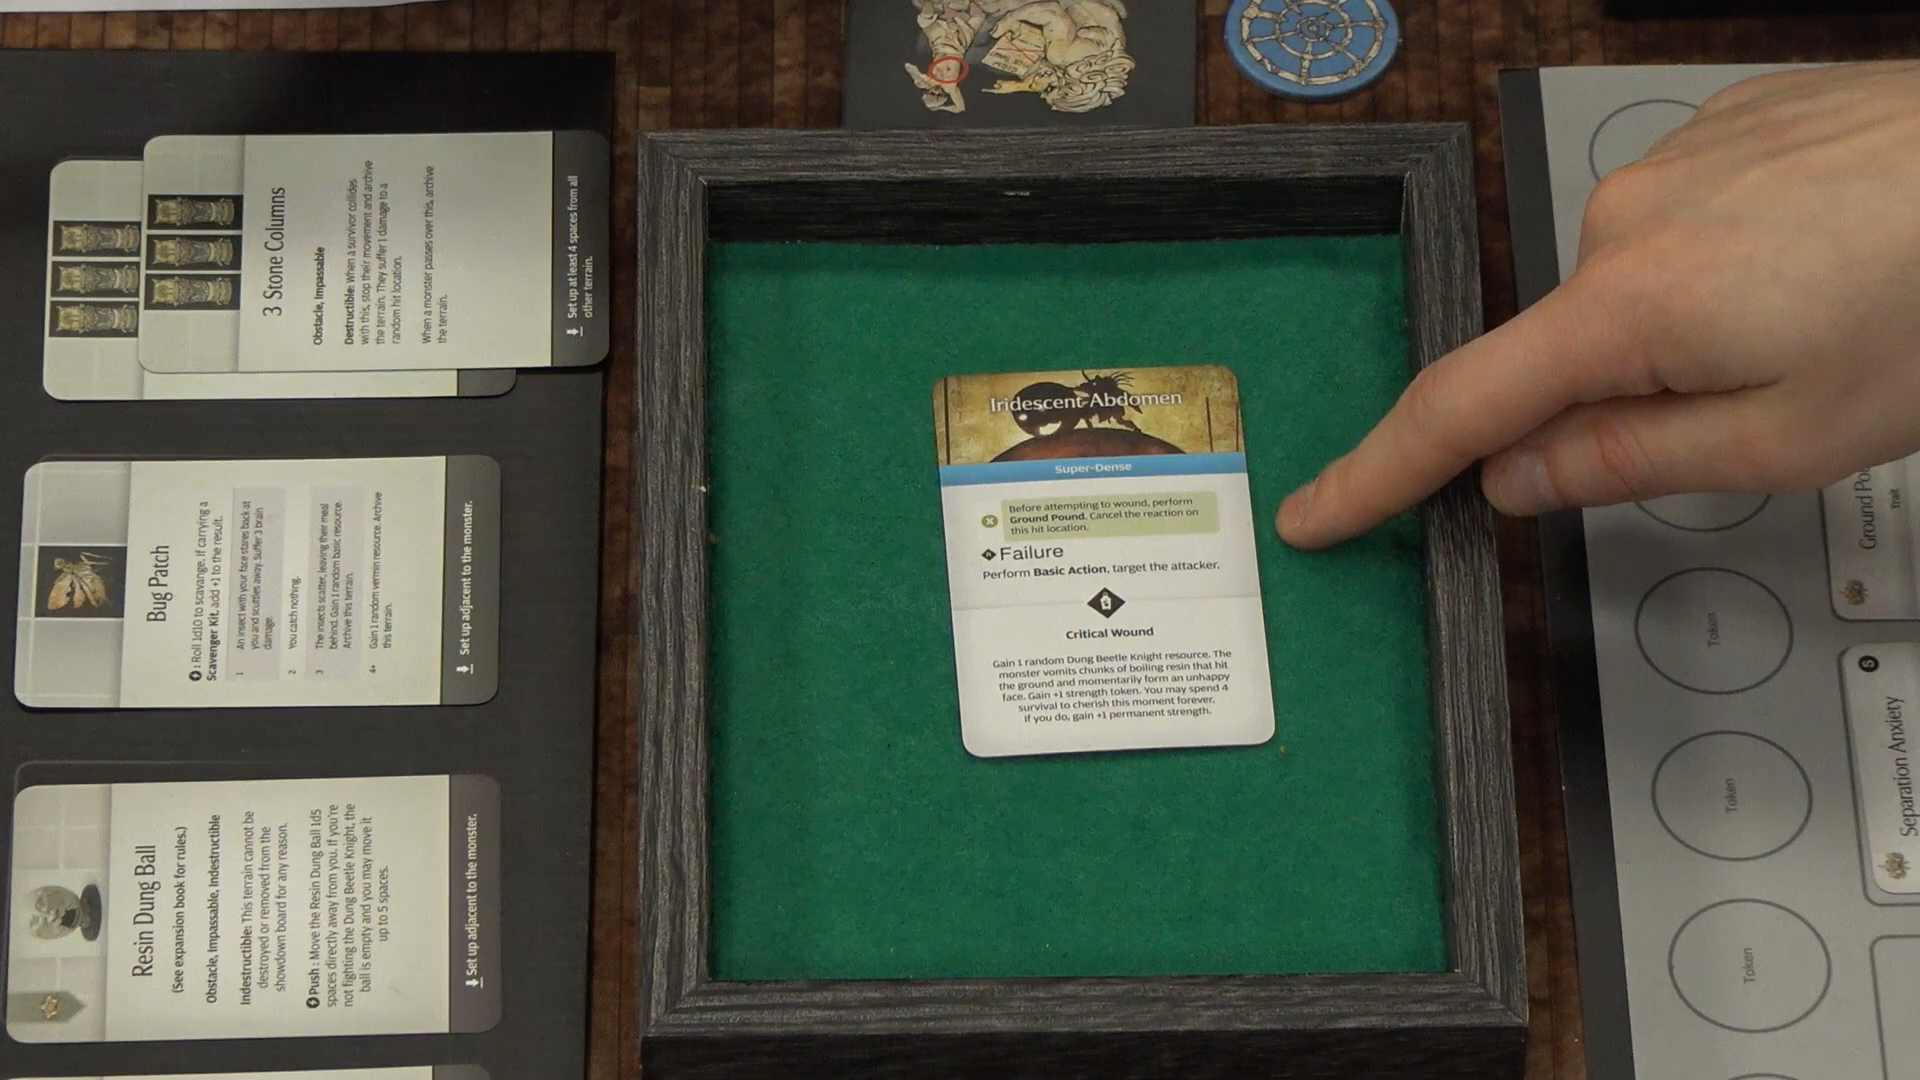 3 Stone Columns
Obstacle, Impassable
Destructible: When a survivor collides
with this, stop their movement and archive
the terrain. They suffer 1 damage to a
random hit location.
When a monster passes over this, archive
the terrain.
Set up at least 4 spaces from all
other terrain.
Bug Patch
: Roll 1d10 to scavange. If carrying a
Scavenger Kit, add +1 to the result.
1 An insect with your face stares back at
you and scuttles away. Suffer 3 brain
damage.
2 You catch nothing.
3 The insects scatter, leaving their meal
behind. Gain 1 random basic resource.
Archive this terrain.
4+ Gain 1 random vermin resource. Archive
this terrain.
Set up adjacent to the monster.
Resin Dung Ball
(See expansion book for rules.)
Obstacle, Impassable, Indestructible
Indestructible: This terrain cannot be
destroyed or removed from the
showdown board for any reason.
Push : Move the Resin Dung Ball 1d5
spaces directly away from you. If you're
not fighting the Dung Beetle Knight, the
ball is empty and you may move it
up to 5 spaces.
Set up adjacent to the monster.
Iridescent Abdomen
Super-Dense
Before attempting to wound, perform
Ground Pound. Cancel the reaction on
this hit location.
Failure
Perform Basic Action, target the attacker.
Critical Wound
Gain 1 random Dung Beetle Knight resource. The
monster vomits chunks of boiling resin that hit
the ground and momentarily form an unhappy
face. Gain +1 strength token. You may spend 4
survival to cherish this moment forever.
If you do, gain +1 permanent strength.
Token
Token
Token
Ground Po
Trait
Separation Anxiety
S